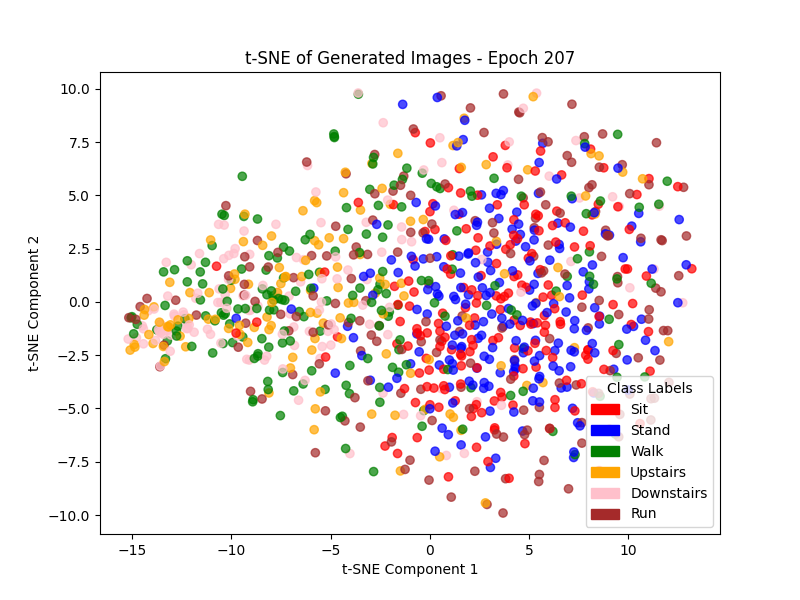 t-SNE of Generated Images - Epoch 207
10.0
7.5
5.0
2.5
0.0
−2.5
−5.0
−7.5
−10.0
t-SNE Component 2
Class Labels
Sit
Stand
Walk
Upstairs
Downstairs
Run
−15
−10
−5
0
5
10
t-SNE Component 1